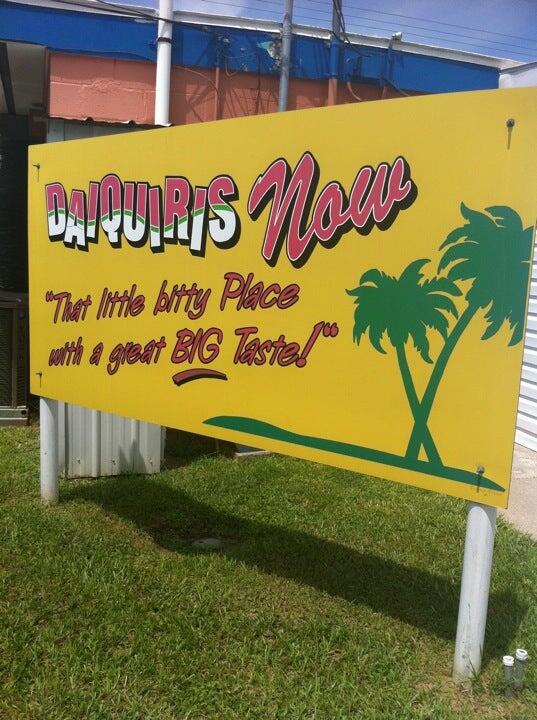 DAIQUIRIS Now
"That little bitty Place
with a great BIG Taste!"